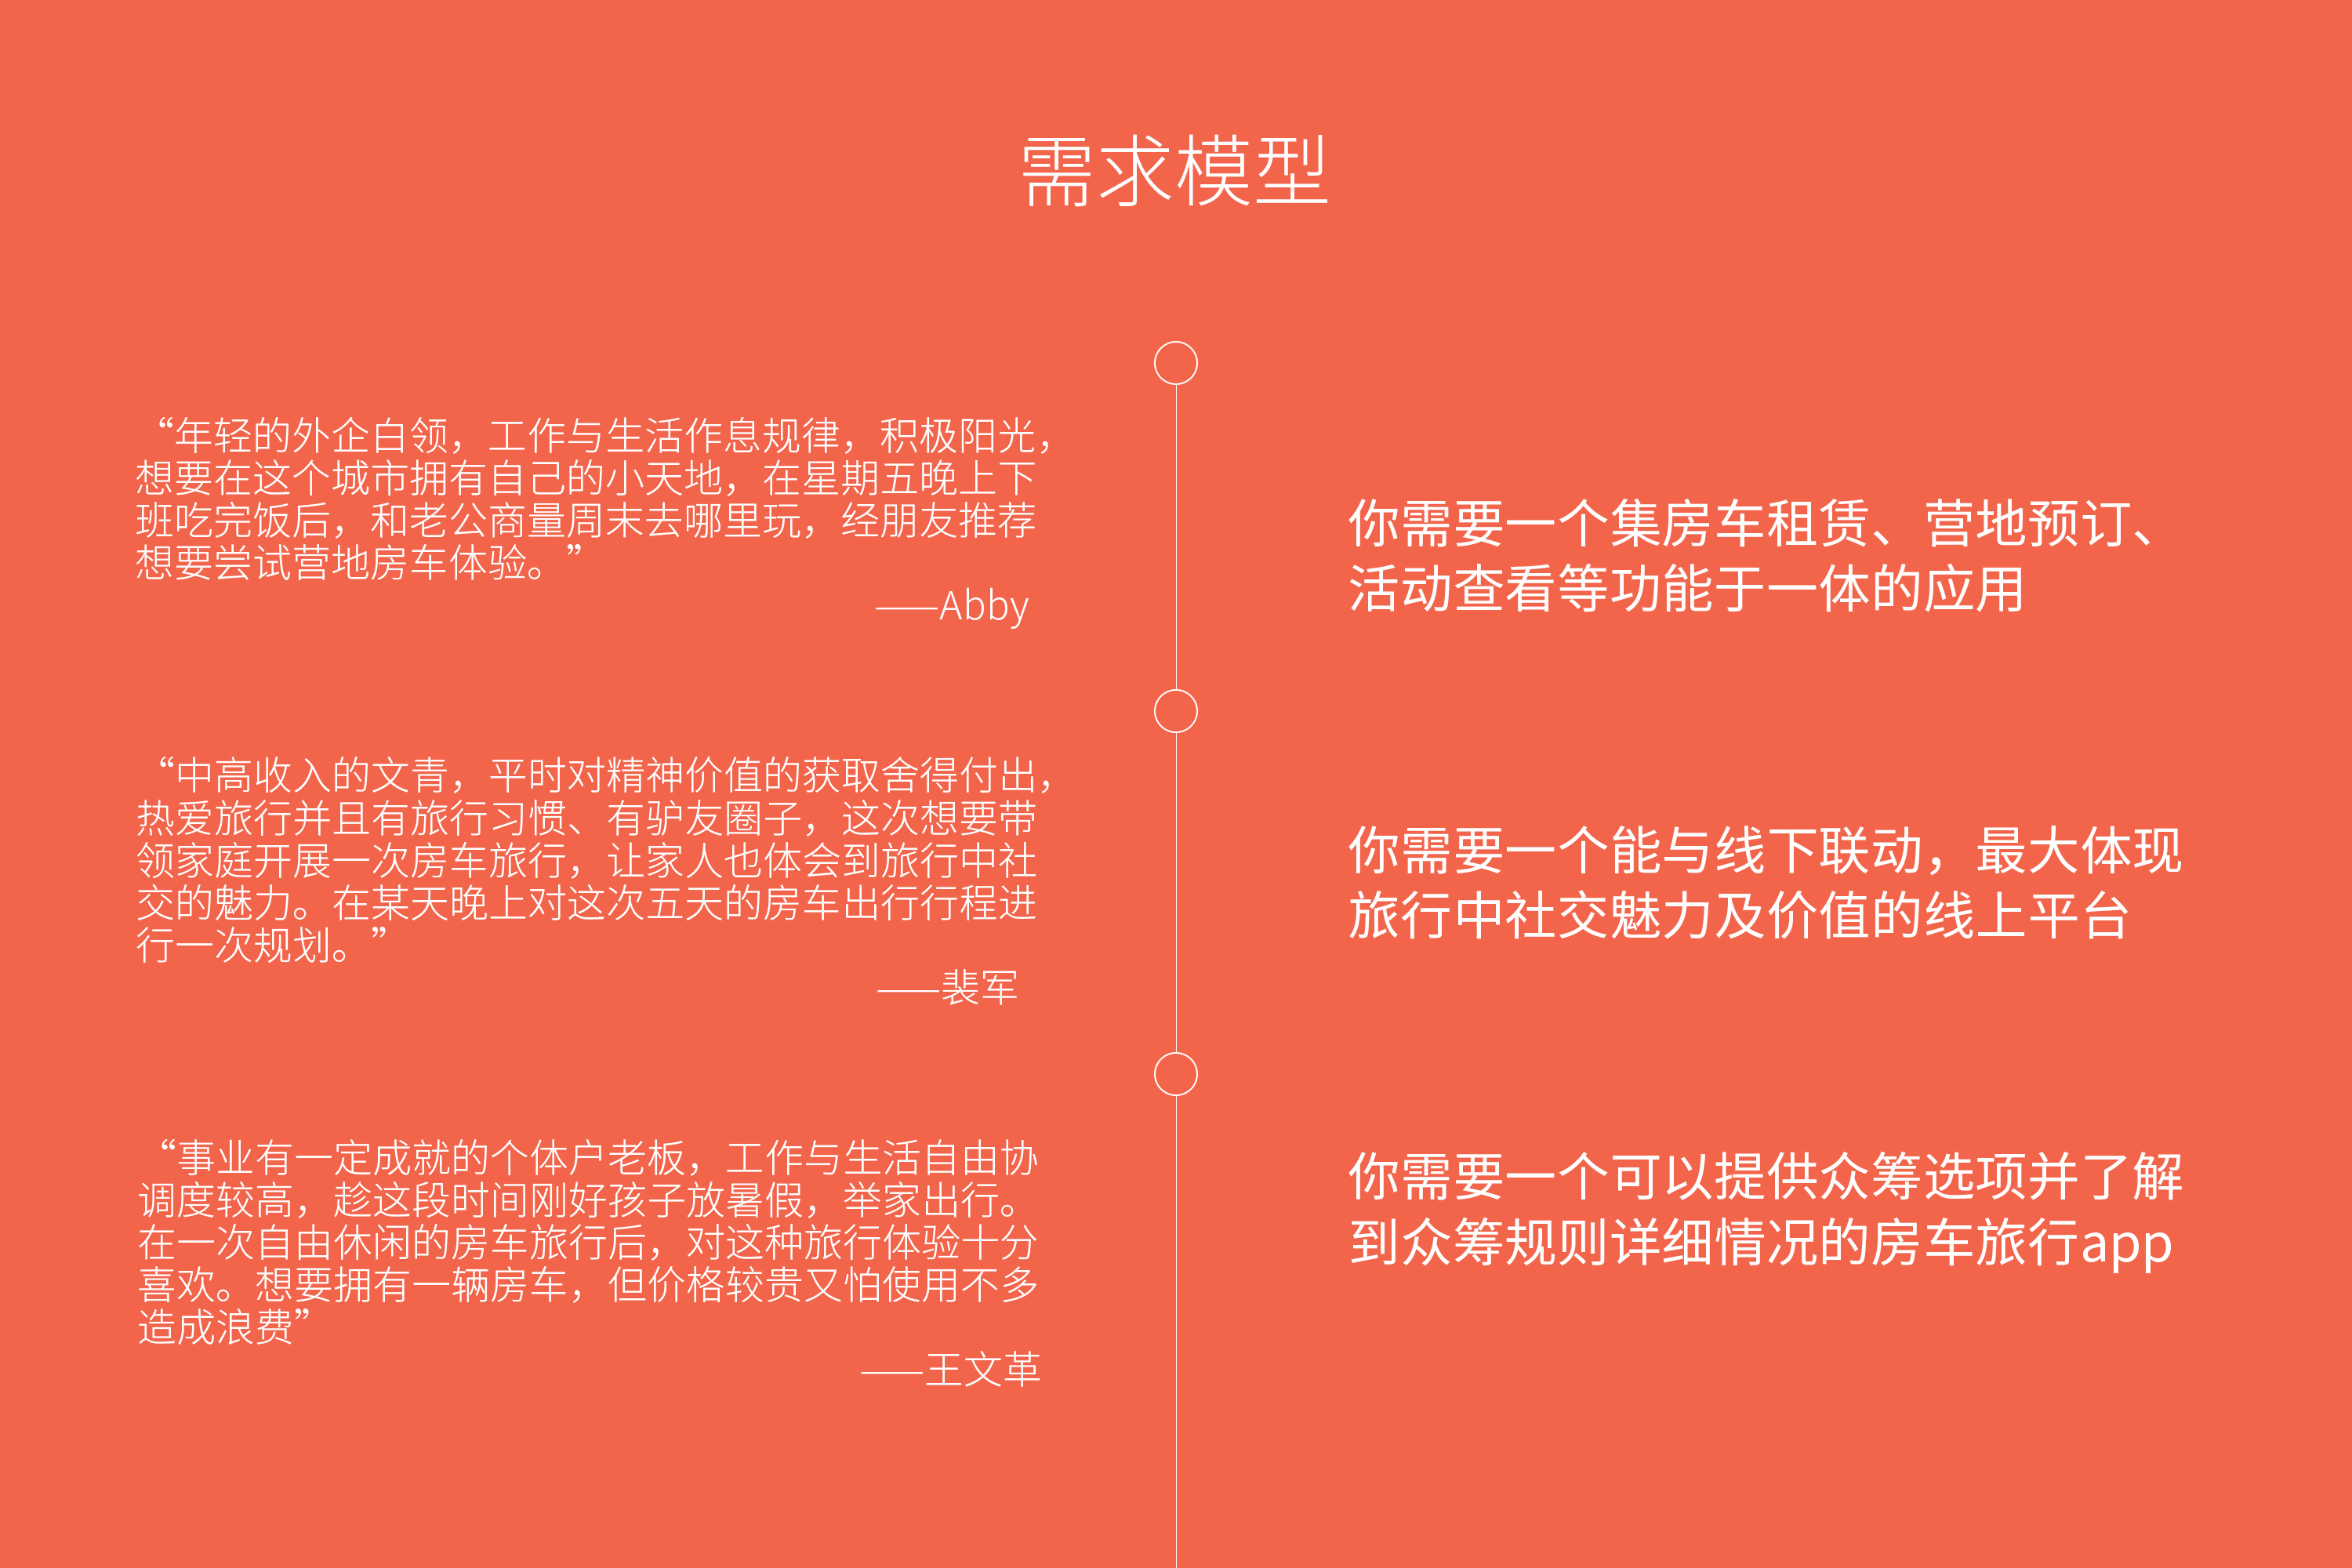 需求模型
“年轻的外企白领，工作与生活作息规律，积极阳光，
想要在这个城市拥有自己的小天地，在星期五晚上下
班吃完饭后，和老公商量周末去哪里玩，经朋友推荐
想要尝试营地房车体验。”
——Abby
你需要一个集房车租赁、营地预订、
活动查看等功能于一体的应用
“中高收入的文青，平时对精神价值的获取舍得付出，
热爱旅行并且有旅行习惯、有驴友圈子，这次想要带
领家庭开展一次房车旅行，让家人也体会到旅行中社
交的魅力。在某天晚上对这次五天的房车出行行程进
行一次规划。”
——裴军
你需要一个能与线下联动，最大体现
旅行中社交魅力及价值的线上平台
“事业有一定成就的个体户老板，工作与生活自由协
调度较高，趁这段时间刚好孩子放暑假，举家出行。
在一次自由休闲的房车旅行后，对这种旅行体验十分
喜欢。想要拥有一辆房车，但价格较贵又怕使用不多
造成浪费”
——王文革
你需要一个可以提供众筹选项并了解
到众筹规则详细情况的房车旅行app